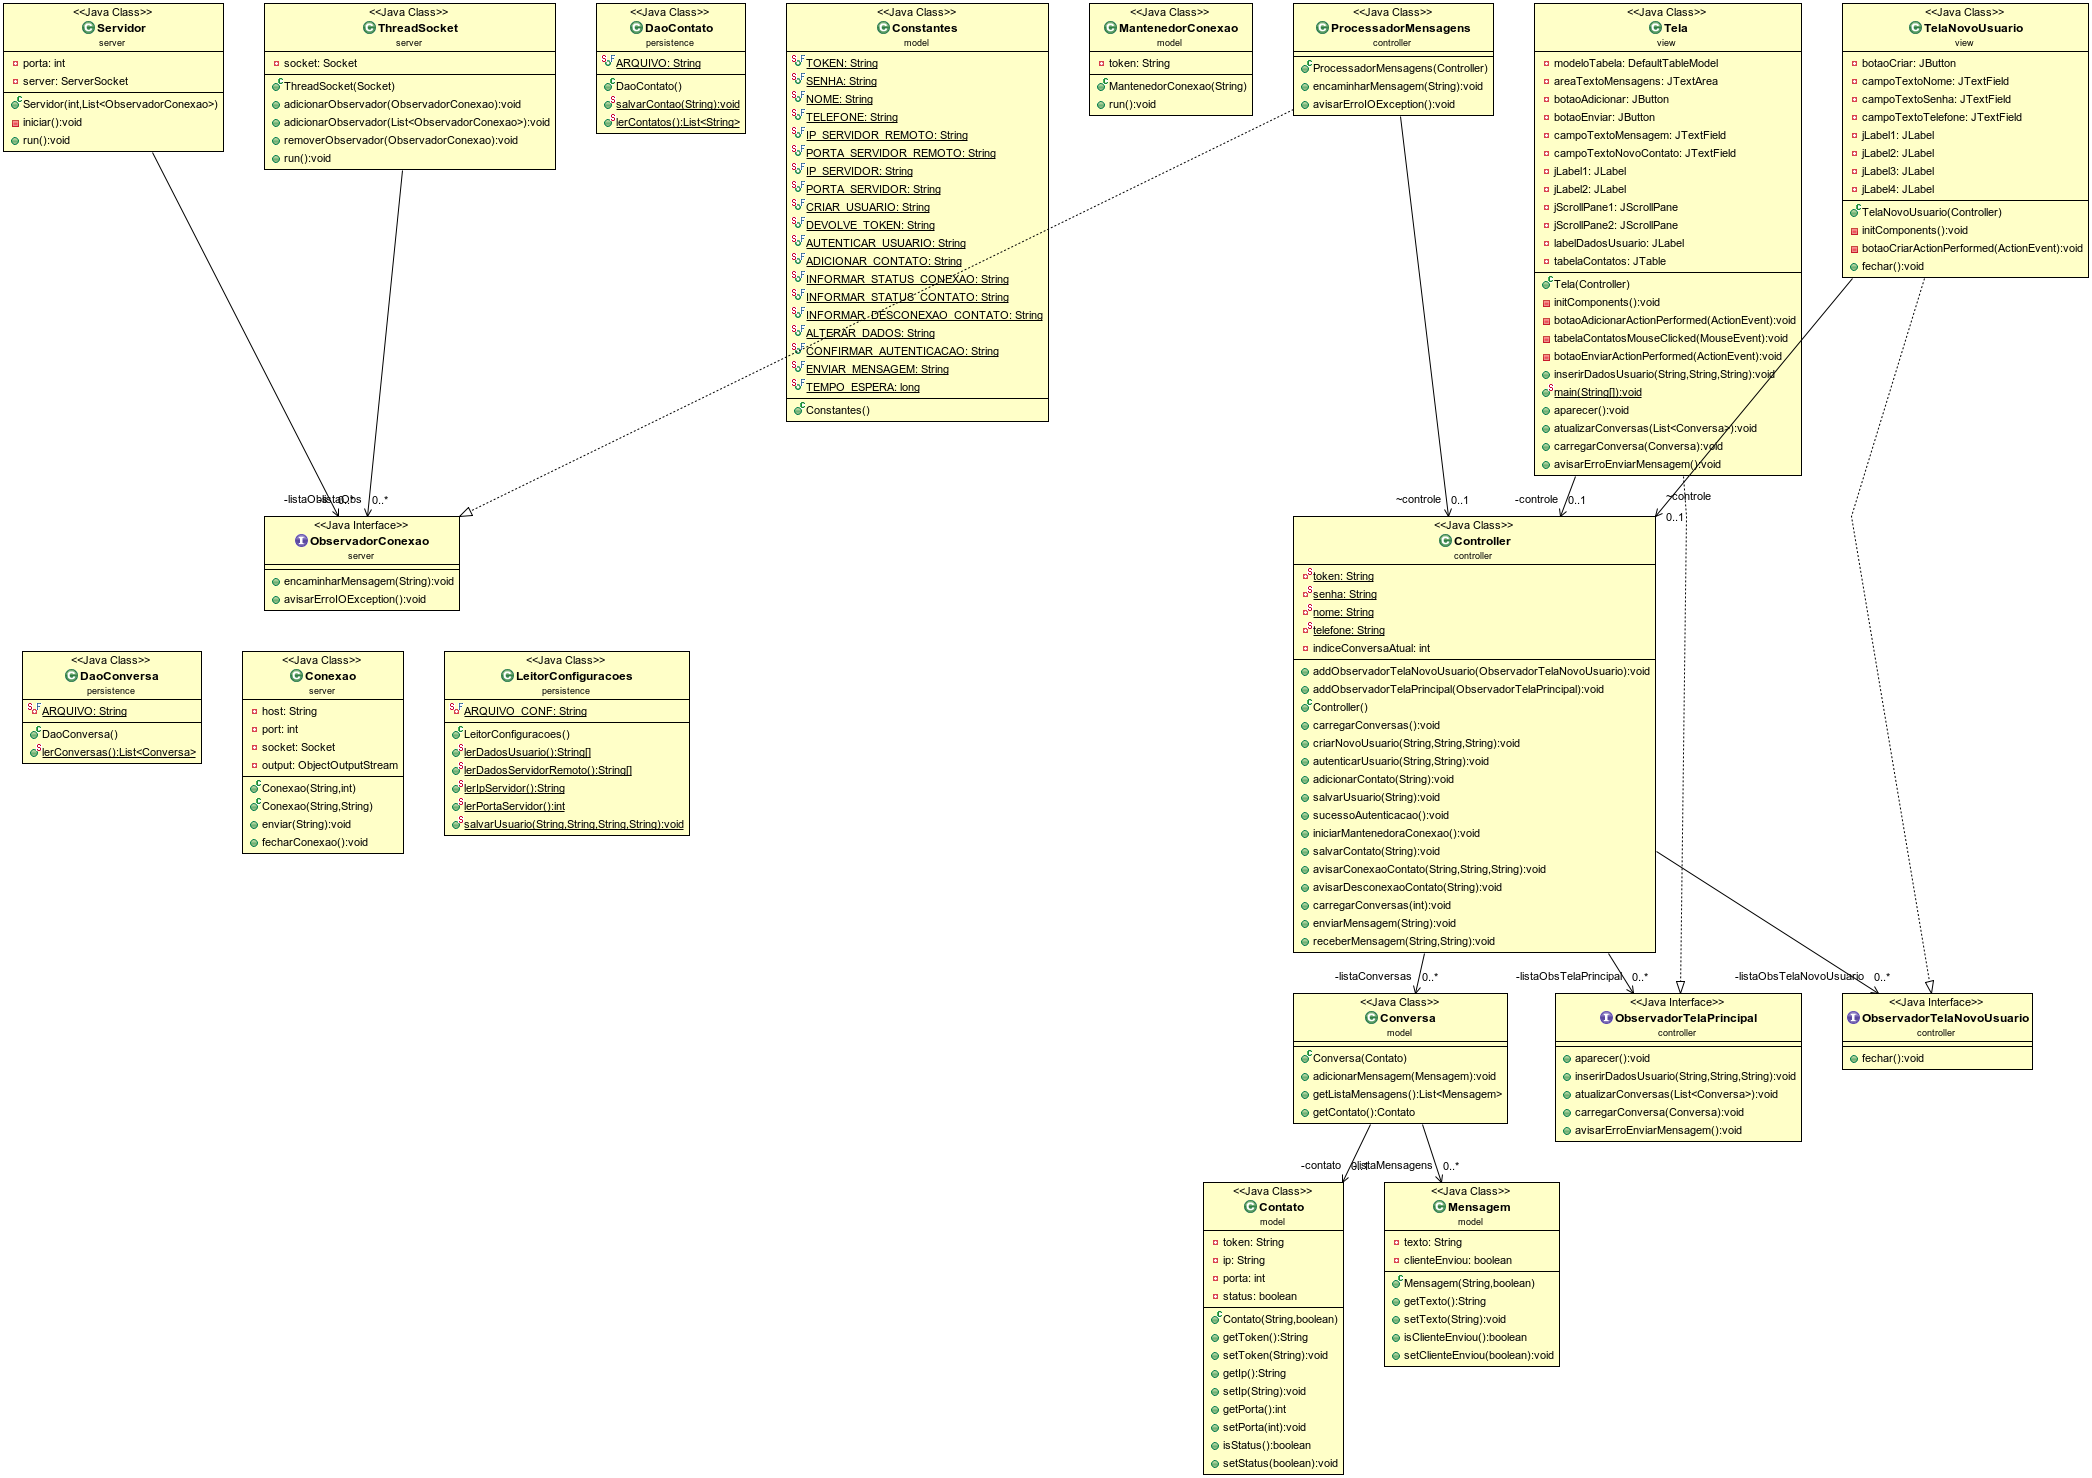 <<Java Class>>
Servidor
server
porta: int
server: ServerSocket
Servidor(int,List<ObservadorConexao>)
iniciar():void
run():void
<<Java Class>>
ThreadSocket
server
socket: Socket
ThreadSocket(Socket)
adicionarObservador(ObservadorConexao):void
adicionarObservador(List<ObservadorConexao>):void
removerObservador(ObservadorConexao):void
run():void
<<Java Class>>
DaoContato
persistence
ARQUIVO: String
DaoContato()
salvarContao(String):void
lerContatos():List<String>
<<Java Class>>
Constantes
model
TOKEN: String
SENHA: String
NOME: String
TELEFONE: String
IP_SERVIDOR_REMOTO: String
PORTA_SERVIDOR_REMOTO: String
IP_SERVIDOR: String
PORTA_SERVIDOR: String
CRIAR_USUARIO: String
DEVOLVE_TOKEN: String
AUTENTICAR_USUARIO: String
ADICIONAR_CONTATO: String
INFORMAR_STATUS_CONEXAO: String
INFORMAR_STATUS_CONTATO: String
INFORMAR_DESCONEXAO_CONTATO: String
ALTERAR_DADOS: String
CONFIRMAR_AUTENTICACAO: String
ENVIAR_MENSAGEM: String
TEMPO_ESPERA: long
Constantes()
<<Java Class>>
MantenedorConexao
model
token: String
MantenedorConexao(String)
run():void
<<Java Class>>
ProcessadorMensagens
controller
ProcessadorMensagens(Controller)
encaminharMensagem(String):void
avisarErroIOException():void
<<Java Class>>
Tela
view
modeloTabela: DefaultTableModel
areaTextoMensagens: JTextArea
botaoAdicionar: JButton
botaoEnviar: JButton
campoTextoMensagem: JTextField
campoTextoNovoContato: JTextField
jLabel1: JLabel
jLabel2: JLabel
jScrollPane1: JScrollPane
jScrollPane2: JScrollPane
labelDadosUsuario: JLabel
tabelaContatos: JTable
Tela(Controller)
initComponents():void
botaoAdicionarActionPerformed(ActionEvent):void
tabelaContatosMouseClicked(MouseEvent):void
botaoEnviarActionPerformed(ActionEvent):void
inserirDadosUsuario(String,String,String):void
main(String[]):void
aparecer():void
atualizarConversas(List<Conversa>):void
carregarConversa(Conversa):void
avisarErroEnviarMensagem():void
<<Java Class>>
TelaNovoUsuario
view
botaoCriar: JButton
campoTextoNome: JTextField
campoTextoSenha: JTextField
campoTextoTelefone: JTextField
jLabel1: JLabel
jLabel2: JLabel
jLabel3: JLabel
jLabel4: JLabel
TelaNovoUsuario(Controller)
initComponents():void
botaoCriarActionPerformed(ActionEvent):void
fechar():void
-listaObs
0..*
-listaObs
0..*
~controle
0..1
-controle
0..1
~controle
0..1
<<Java Interface>>
ObservadorConexao
server
encaminharMensagem(String):void
avisarErroIOException():void
<<Java Class>>
Controller
controller
token: String
senha: String
nome: String
telefone: String
indiceConversaAtual: int
addObservadorTelaNovoUsuario(ObservadorTelaNovoUsuario):void
addObservadorTelaPrincipal(ObservadorTelaPrincipal):void
Controller()
carregarConversas():void
criarNovoUsuario(String,String,String):void
autenticarUsuario(String,String):void
adicionarContato(String):void
salvarUsuario(String):void
sucessoAutenticacao():void
iniciarMantenedoraConexao():void
salvarContato(String):void
avisarConexaoContato(String,String,String):void
avisarDesconexaoContato(String):void
carregarConversas(int):void
enviarMensagem(String):void
receberMensagem(String,String):void
<<Java Class>>
DaoConversa
persistence
ARQUIVO: String
DaoConversa()
lerConversas():List<Conversa>
<<Java Class>>
Conexao
server
host: String
port: int
socket: Socket
output: ObjectOutputStream
Conexao(String,int)
Conexao(String,String)
enviar(String):void
fecharConexao():void
<<Java Class>>
LeitorConfiguracoes
persistence
ARQUIVO_CONF: String
LeitorConfiguracoes()
lerDadosUsuario():String[]
lerDadosServidorRemoto():String[]
lerIpServidor():String
lerPortaServidor():int
salvarUsuario(String,String,String,String):void
-listaConversas
0..*
-listaObsTelaPrincipal
0..*
-listaObsTelaNovoUsuario
0..*
<<Java Class>>
Conversa
model
Conversa(Contato)
adicionarMensagem(Mensagem):void
getListaMensagens():List<Mensagem>
getContato():Contato
<<Java Interface>>
ObservadorTelaPrincipal
controller
aparecer():void
inserirDadosUsuario(String,String,String):void
atualizarConversas(List<Conversa>):void
carregarConversa(Conversa):void
avisarErroEnviarMensagem():void
<<Java Interface>>
ObservadorTelaNovoUsuario
controller
fechar():void
-contato
0..1
-listaMensagens
0..*
<<Java Class>>
Contato
model
token: String
ip: String
porta: int
status: boolean
Contato(String,boolean)
getToken():String
setToken(String):void
getIp():String
setIp(String):void
getPorta():int
setPorta(int):void
isStatus():boolean
setStatus(boolean):void
<<Java Class>>
Mensagem
model
texto: String
clienteEnviou: boolean
Mensagem(String,boolean)
getTexto():String
setTexto(String):void
isClienteEnviou():boolean
setClienteEnviou(boolean):void